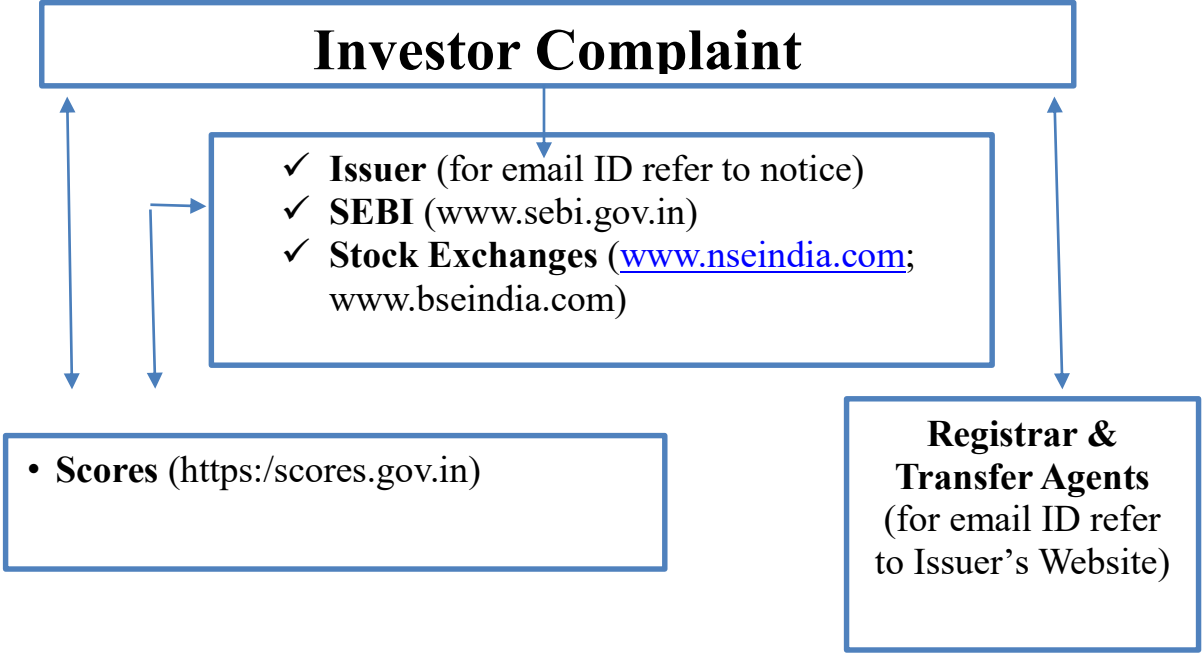 Investor Complaint
✓ Issuer (for email ID refer to notice)
✓ SEBI (www.sebi.gov.in)
✓ Stock Exchanges (www.nseindia.com;
www.bseindia.com)
• Scores (https:/scores.gov.in)
Registrar &
Transfer Agents
(for email ID refer
to Issuer’s Website)